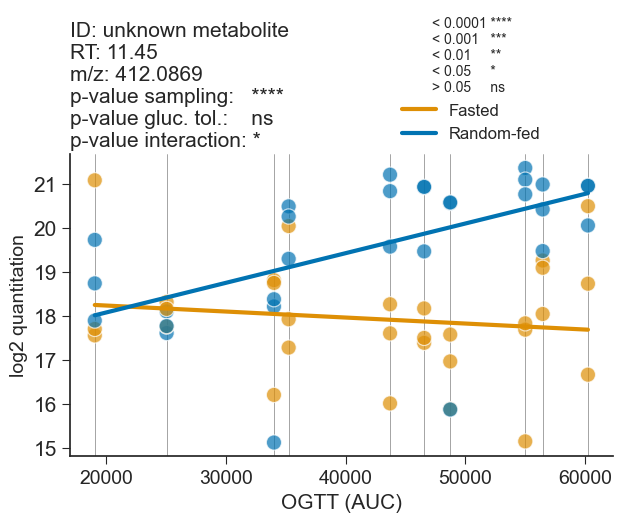 ID: unknown metabolite
RT: 11.45
m/z: 412.0869
p-value sampling: ****
p-value gluc. tol.: ns
p-value interaction: *
< 0.0001 ****
< 0.001 ***
< 0.01 **
< 0.05 *
> 0.05 ns
Fasted
Random-fed
log2 quantitation
21
20
19
18
17
16
15
20000 30000 40000 50000 60000
OGTT (AUC)